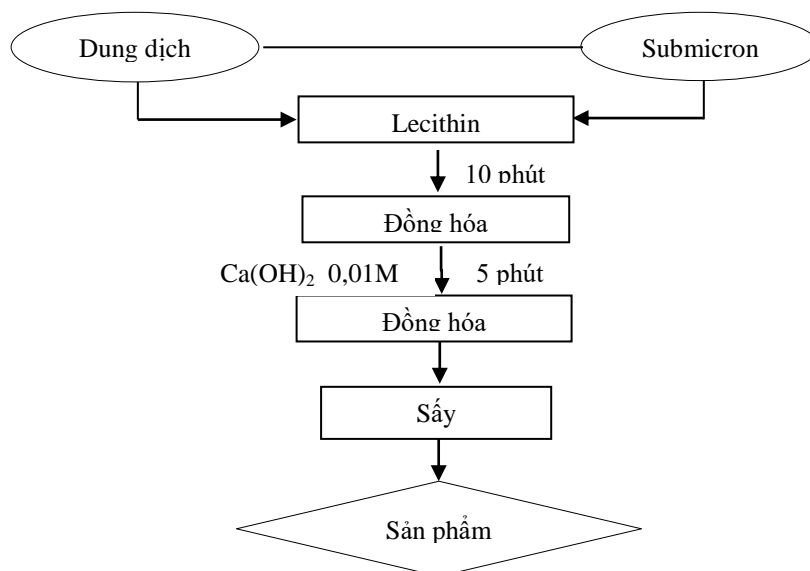 Dung dịch
Submicron
Lecithin
10 phút
Đồng hóa
Ca(OH)₂ 0,01M
5 phút
Đồng hóa
Sấy
Sản phẩm